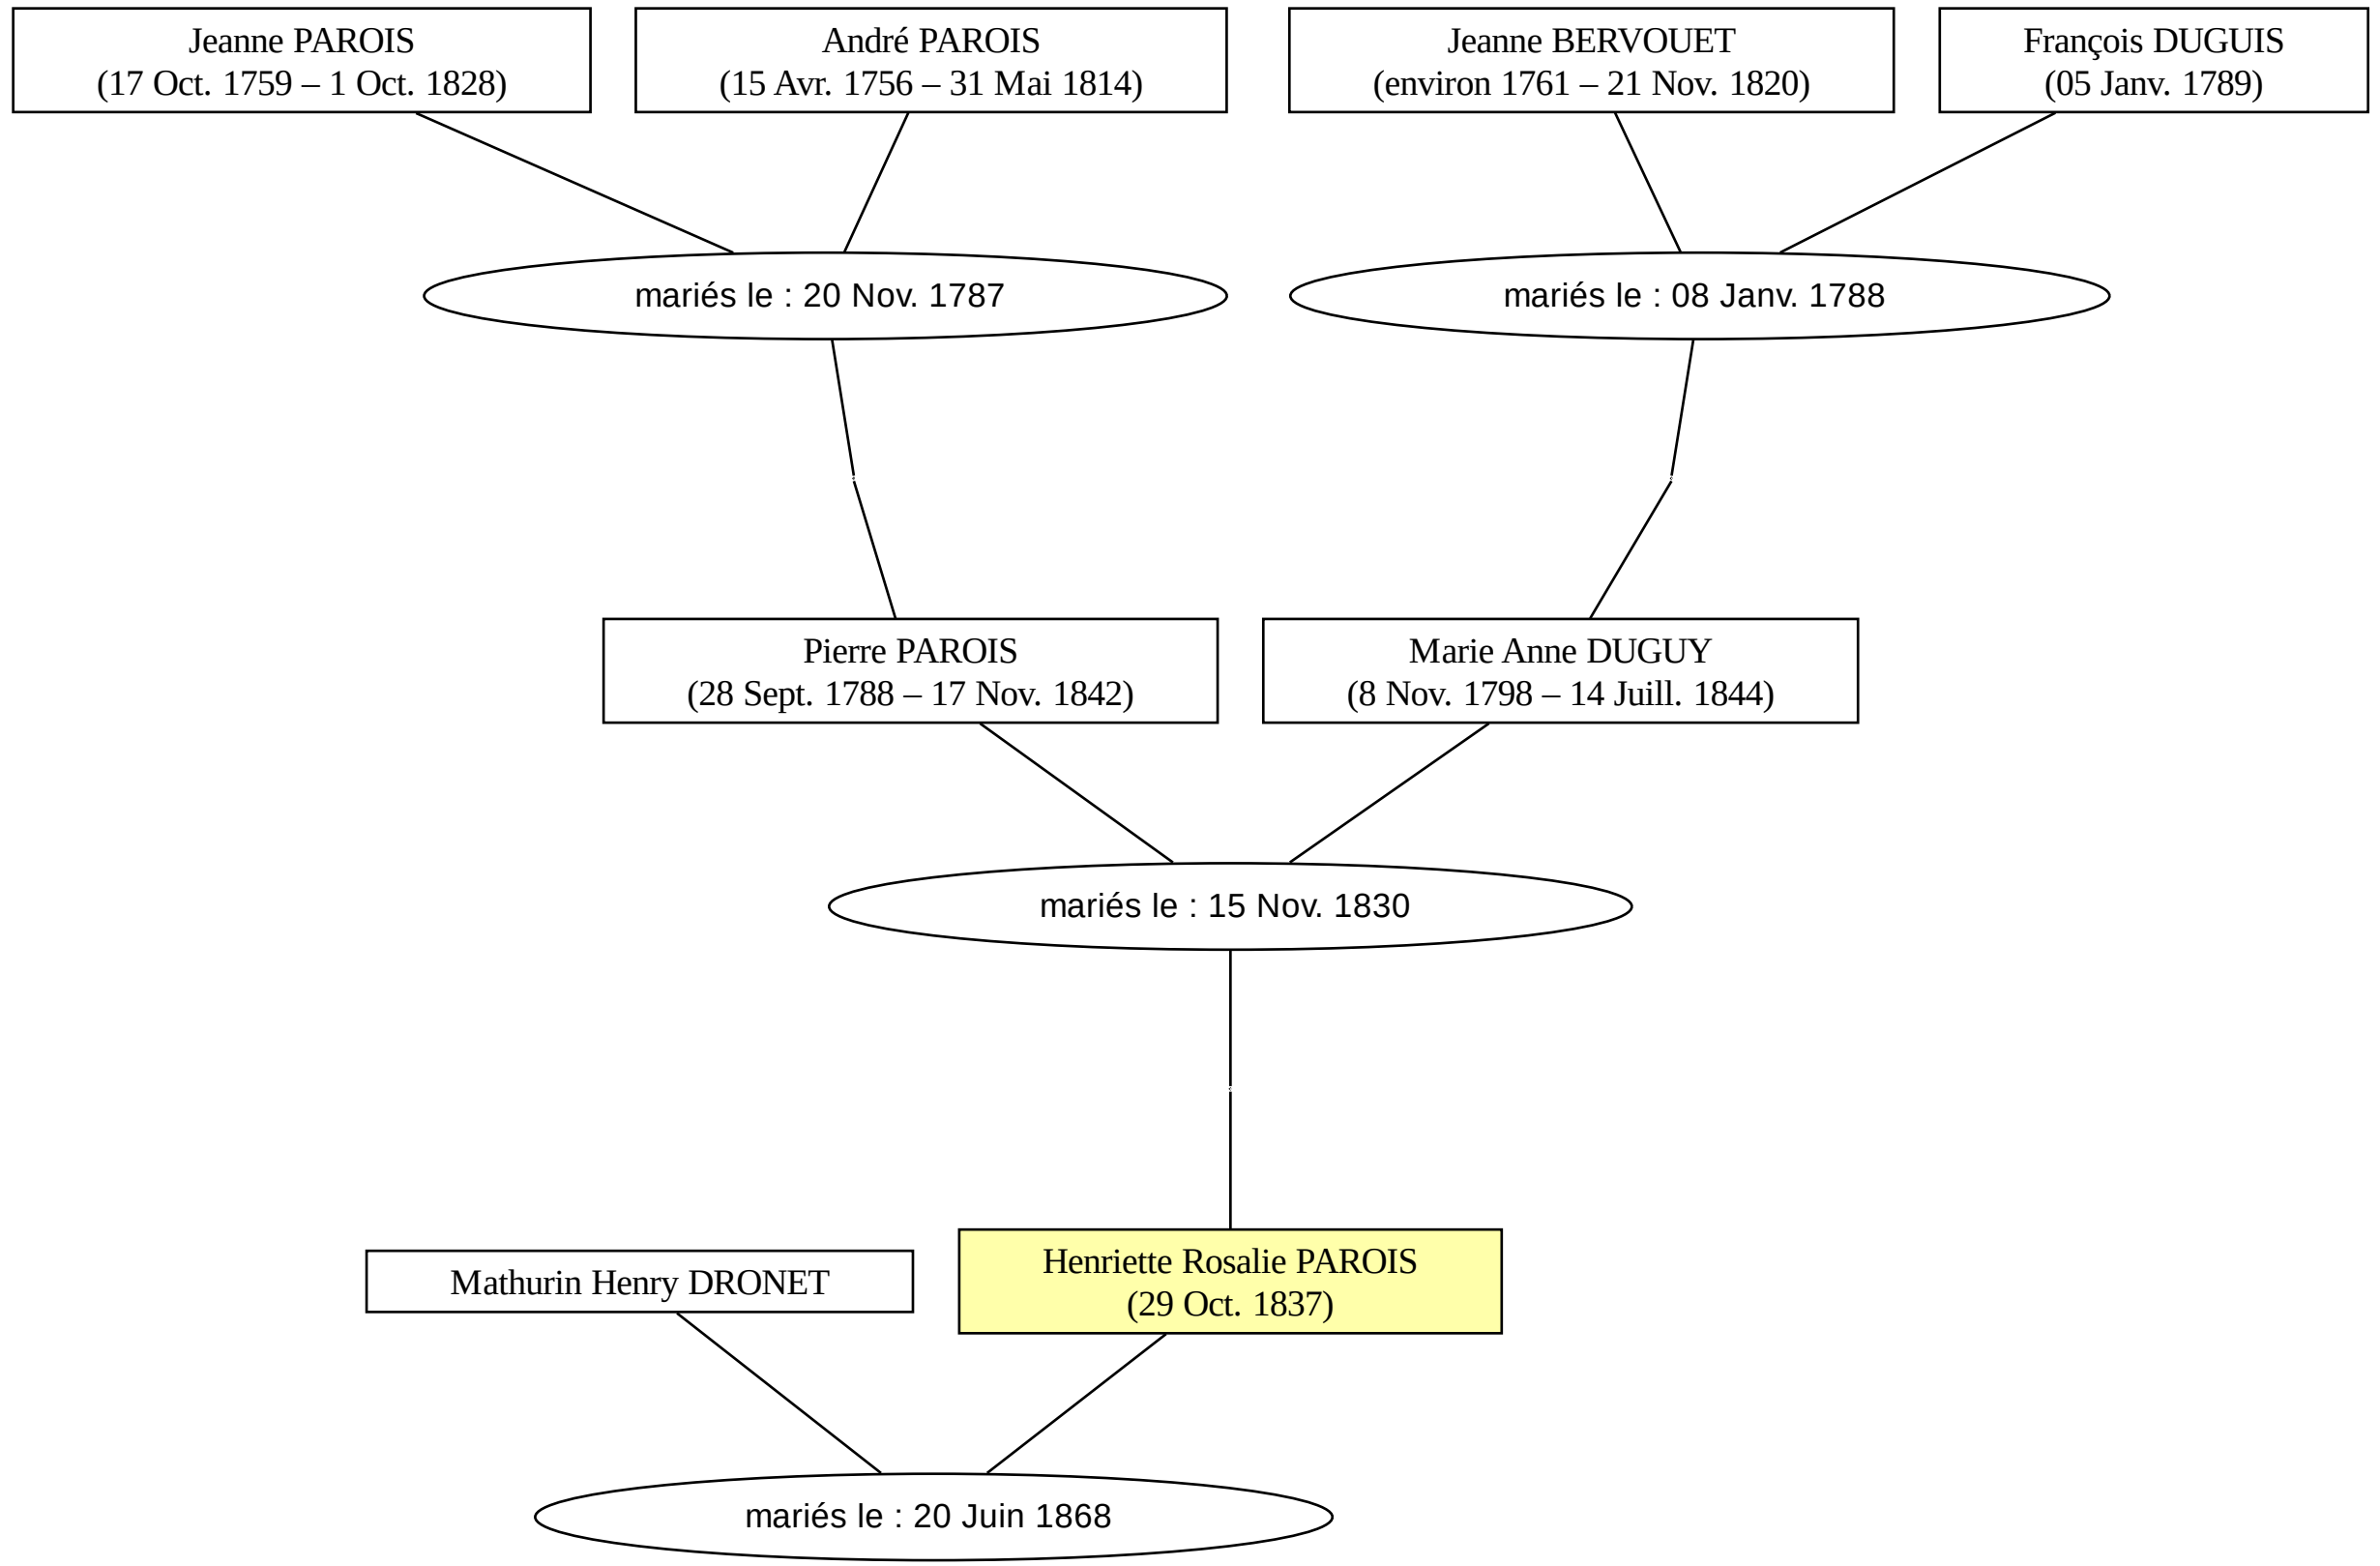 Jeanne PAROIS
(17 Oct. 1759 – 1 Oct. 1828)
André PAROIS
(15 Avr. 1756 – 31 Mai 1814)
Jeanne BERVOUET
(environ 1761 – 21 Nov. 1820)
François DUGUIS
(05 Janv. 1789)
mariés le : 20 Nov. 1787
mariés le : 08 Janv. 1788
Pierre PAROIS
(28 Sept. 1788 – 17 Nov. 1842)
Marie Anne DUGUY
(8 Nov. 1798 – 14 Juill. 1844)
mariés le : 15 Nov. 1830
Mathurin Henry DRONET
Henriette Rosalie PAROIS
(29 Oct. 1837)
mariés le : 20 Juin 1868